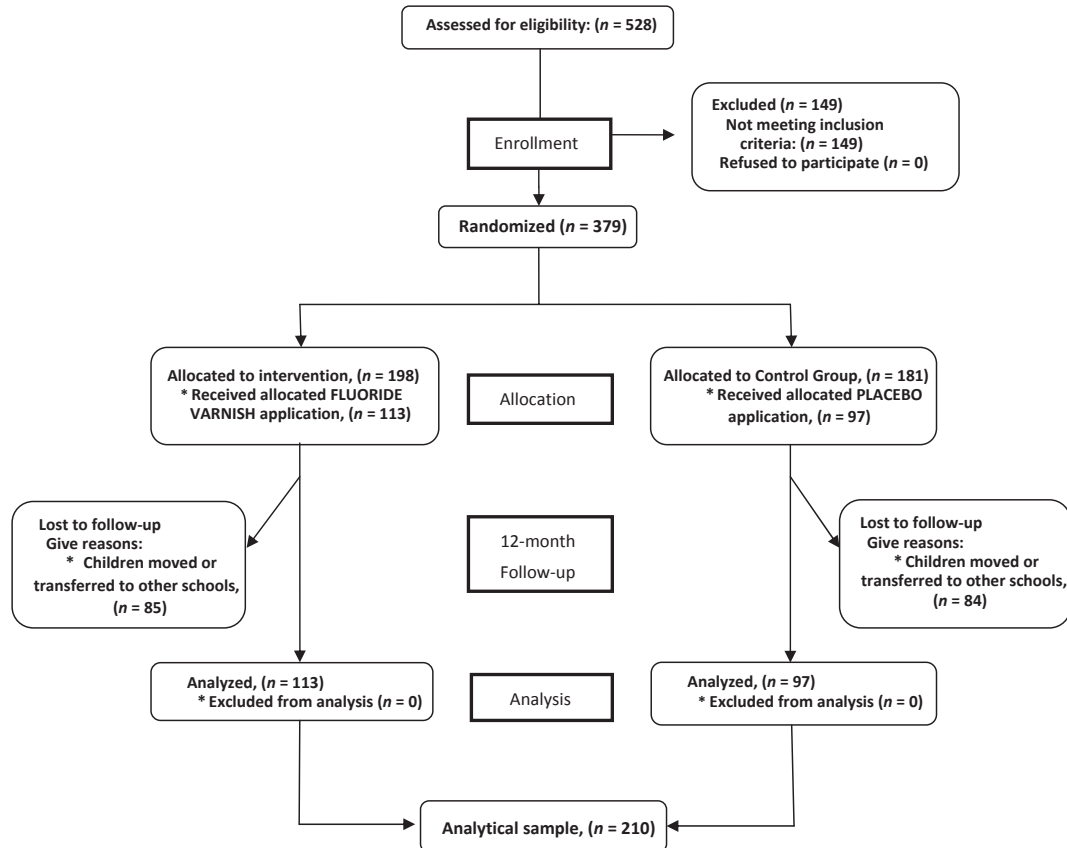 Assessed for eligibility: (n = 528)
Excluded (n = 149)
Not meeting inclusion
criteria: (n = 149)
Refused to participate (n = 0)
Enrollment
Randomized (n = 379)
Allocated to intervention, (n = 198)
* Received allocated FLUORIDE
VARNISH application, (n = 113)
Allocation
Allocated to Control Group, (n = 181)
* Received allocated PLACEBO
application, (n = 97)
Lost to follow-up
Give reasons:
* Children moved or
transferred to other schools,
(n = 85)
12-month
Follow-up
Lost to follow-up
Give reasons:
* Children moved or
transferred to other schools,
(n = 84)
Analyzed, (n = 113)
* Excluded from analysis (n = 0)
Analysis
Analyzed, (n = 97)
* Excluded from analysis (n = 0)
Analytical sample, (n = 210)